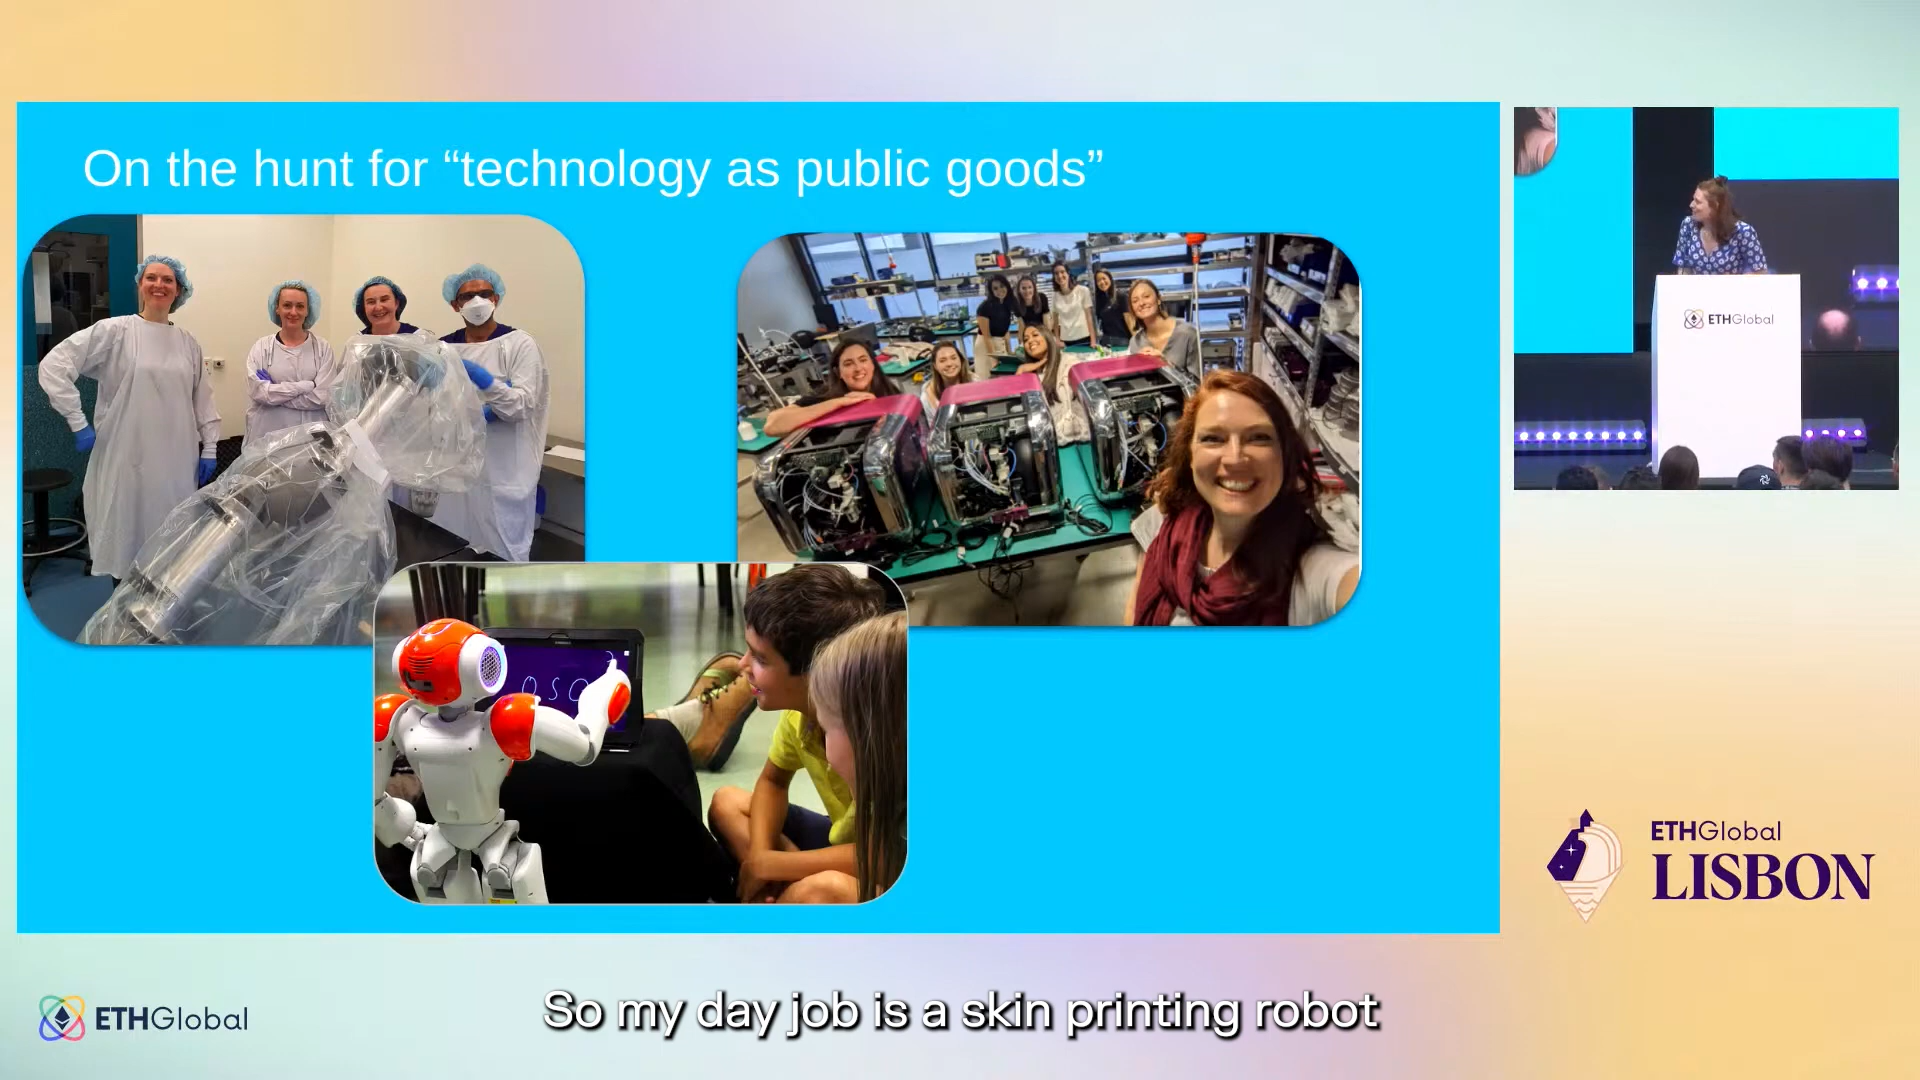 On the hunt for “technology as public goods”
ETHGlobal
ETHGlobal
LISBON
ETHGlobal
So my day job is a skin printing robot